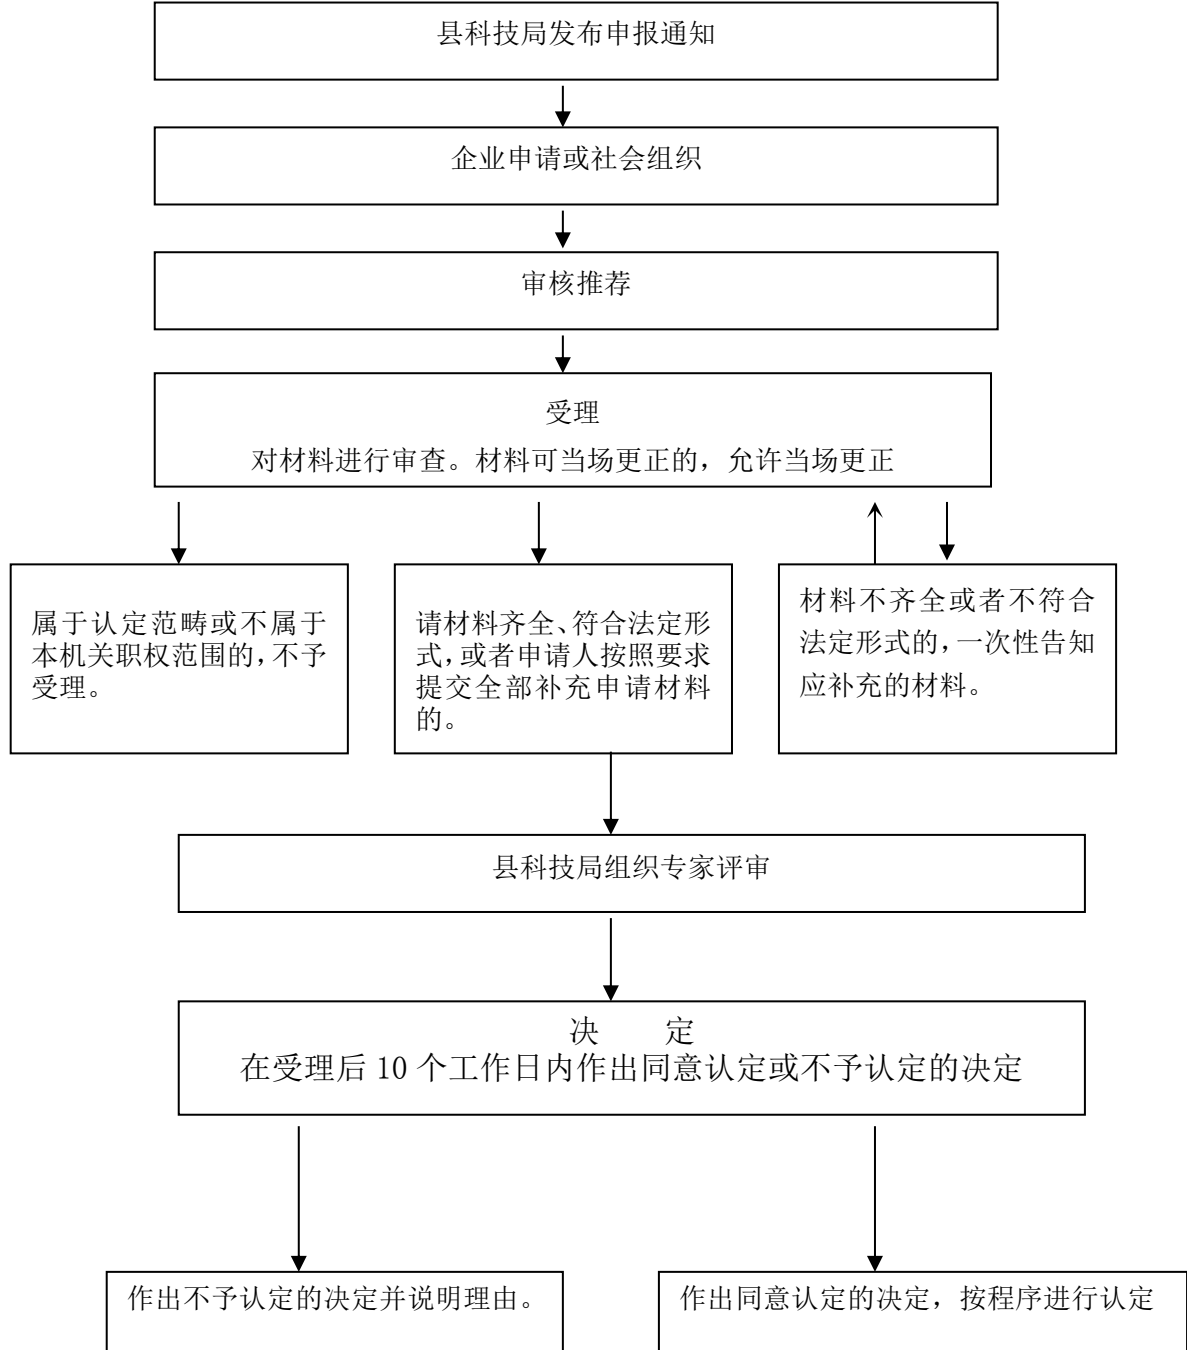 县科技局发布申报通知
企业申请或社会组织
审核推荐
受理
对材料进行审查。材料可当场更正的，允许当场更正
属于认定范畴或不属于
本机关职权范围的，不予
受理。
请材料齐全、符合法定形
式，或者申请人按照要求
提交全部补充申请材料
的。
材料不齐全或者不符合
法定形式的，一次性告知
应补充的材料。
县科技局组织专家评审
决 定
在受理后 10 个工作日内作出同意认定或不予认定的决定
作出不予认定的决定并说明理由。
作出同意认定的决定，按程序进行认定